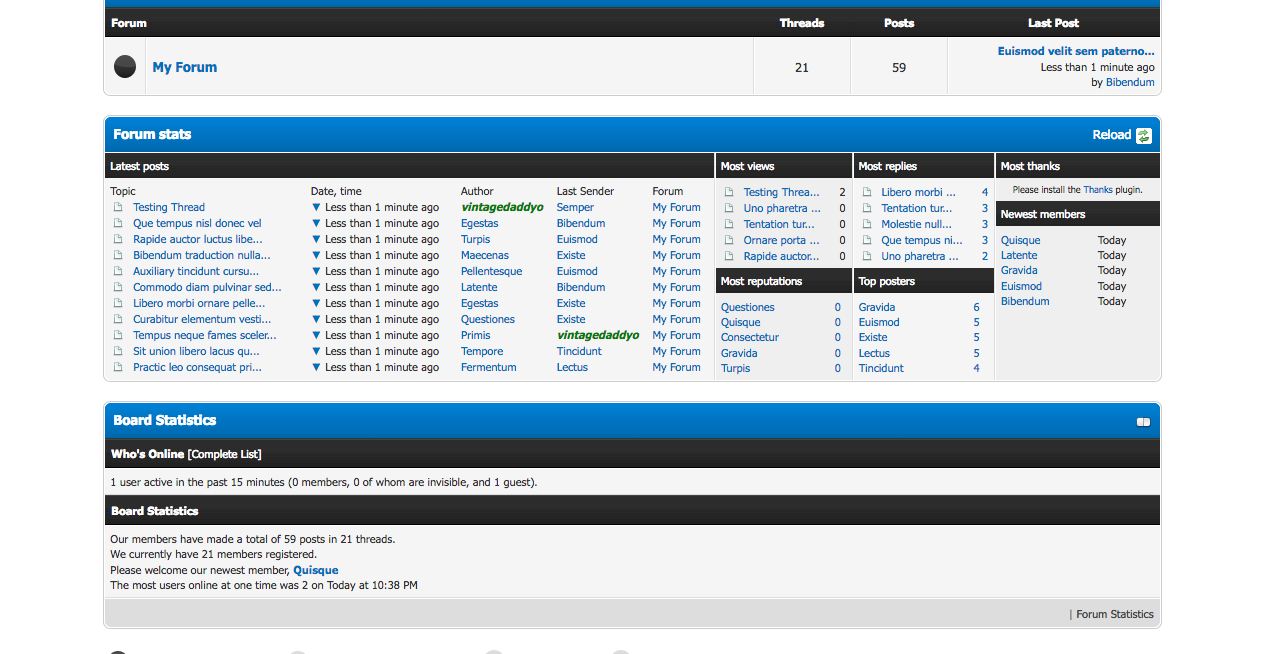 Forum Threads Posts Last Post
My Forum 21 59 Euismod velit sem paterno...
Less than 1 minute ago
by Bibendum
Forum stats Reload
Latest posts
Topic Date, time Author Last Sender Forum
Testing Thread ▼ Less than 1 minute ago vintagedaddyo Semper My Forum
Que tempus nisl donec vel ▼ Less than 1 minute ago Egestas Bibendum My Forum
Rapide auctor luctus libe... ▼ Less than 1 minute ago Turpis Euismod My Forum
Bibendum traduction nulla... ▼ Less than 1 minute ago Maecenas Existe My Forum
Auxiliary tincidunt cursu... ▼ Less than 1 minute ago Pellentesque Euismod My Forum
Commodo diam pulvinar sed... ▼ Less than 1 minute ago Latente Bibendum My Forum
Libero morbi ornare pelle... ▼ Less than 1 minute ago Egestas Existe My Forum
Curabitur elementum vesti... ▼ Less than 1 minute ago Questiones Existe My Forum
Tempus neque fames sceler... ▼ Less than 1 minute ago Primis vintagedaddyo My Forum
Sit union libero lacus qu... ▼ Less than 1 minute ago Tempore Tincidunt My Forum
Practic leo consequat pri... ▼ Less than 1 minute ago Fermentum Lectus My Forum
Most views
Testing Threa... 2
Uno pharetra ... 0
Tentation tur... 0
Ornare porta ... 0
Rapide auctor... 0
Most reputations
Questiones 0
Quisque 0
Consectetur 0
Gravida 0
Turpis 0
Most replies
Libero morbi ... 4
Tentation tur... 3
Molestie null... 3
Que tempus ni... 3
Uno pharetra ... 2
Top posters
Gravida 6
Euismod 5
Existe 5
Lectus 5
Tincidunt 4
Most thanks
Please install the Thanks plugin.
Newest members
Quisque Today
Latente Today
Gravida Today
Euismod Today
Bibendum Today
Board Statistics
Who's Online [Complete List]
1 user active in the past 15 minutes (0 members, 0 of whom are invisible, and 1 guest).
Board Statistics
Our members have made a total of 59 posts in 21 threads.
We currently have 21 members registered.
Please welcome our newest member, Quisque
The most users online at one time was 2 on Today at 10:38 PM
| Forum Statistics